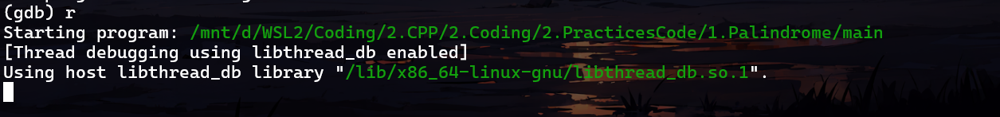 (gdb) r
Starting program: /mnt/d/WSL2/Coding/2.CPP/2.Coding/2.PracticesCode/1.Palindrome/main
[Thread debugging using libthread_db enabled]
Using host libthread_db library "/lib/x86_64-linux-gnu/libthread_db.so.1".